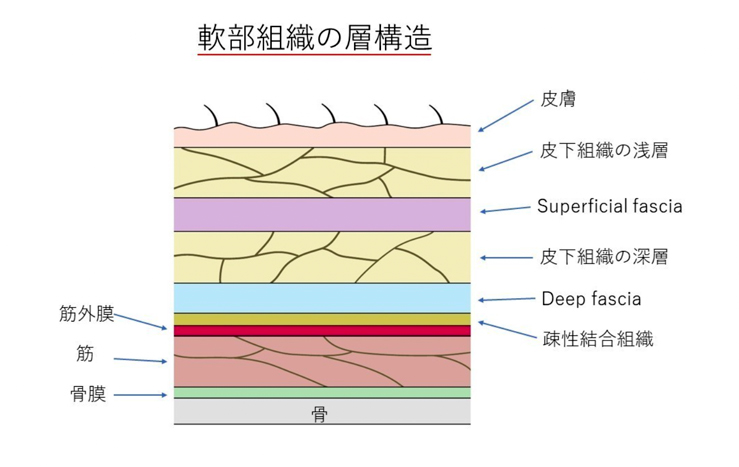 軟部組織の層構造
皮膚
皮下組織の浅層
Superficial fascia
皮下組織の深層
Deep fascia
疎性結合組織
筋外膜
筋
骨膜
骨